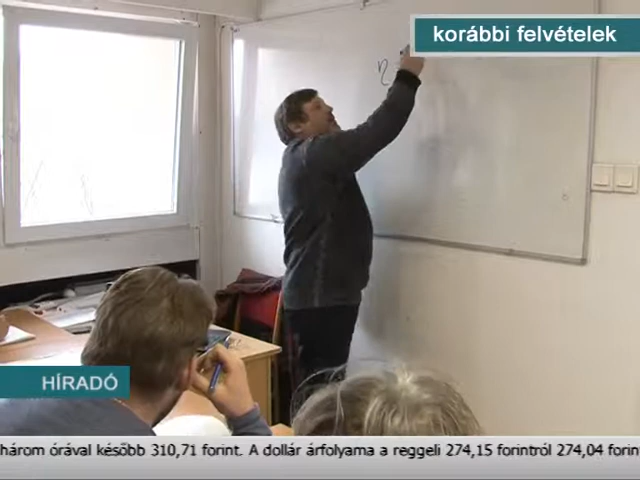 korábbi felvételek
HÍRADÓ
három órával később 310,71 forint. A dollár árfolyama a reggeli 274,15 forintról 274,04 forin